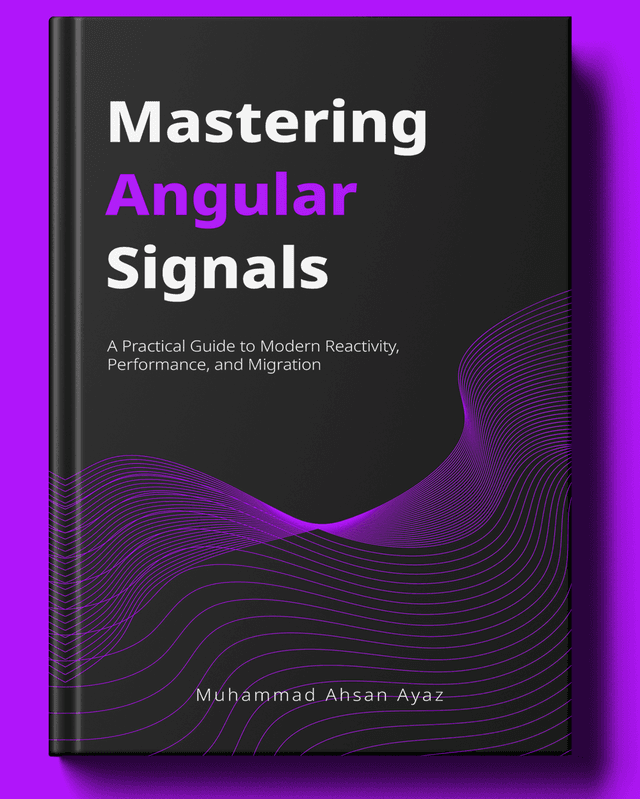 Mastering
Angular
Signals
A Practical Guide to Modern Reactivity,
Performance, and Migration
Muhammad Ahsan Ayaz